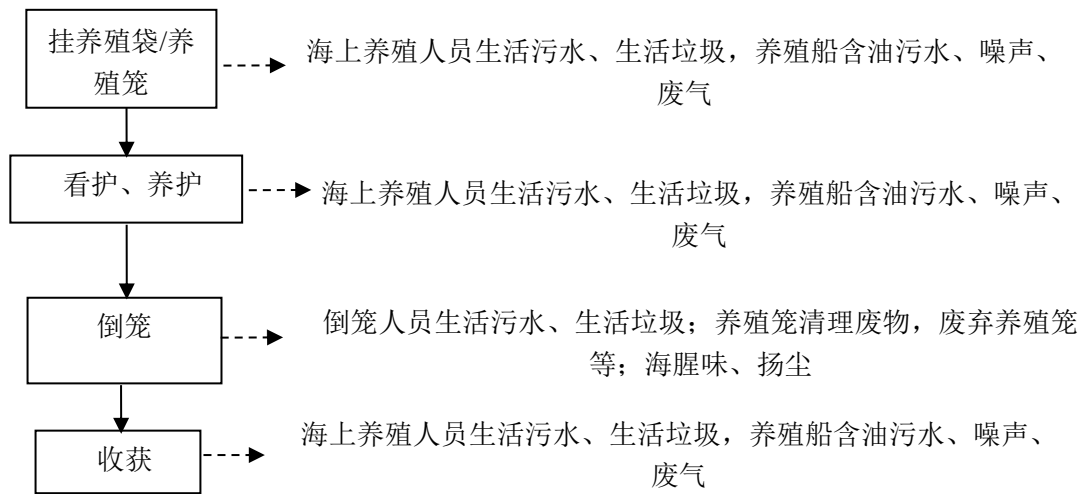 挂养殖袋/养
殖笼
海上养殖人员生活污水、生活垃圾，养殖船含油污水、噪声、
废气
看护、养护
海上养殖人员生活污水、生活垃圾，养殖船含油污水、噪声、
废气
倒笼
倒笼人员生活污水、生活垃圾；养殖笼清理废物，废弃养殖笼
等；海腥味、扬尘
收获
海上养殖人员生活污水、生活垃圾，养殖船含油污水、噪声、
废气